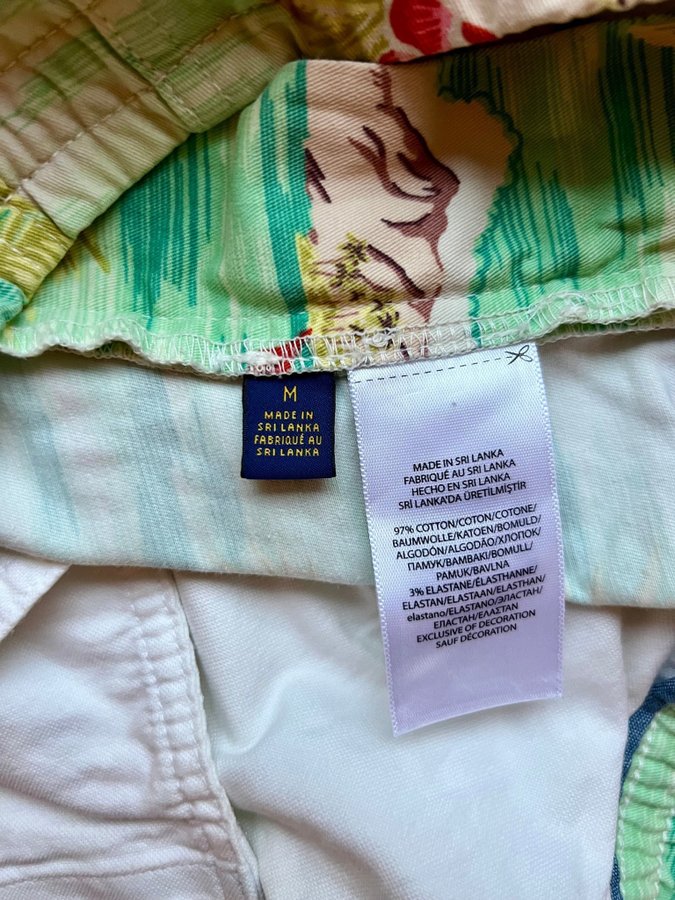 M
MADE IN
SRI LANKA
FABRIQUÉ AU
SRI LANKA
MADE IN SRI LANKA
FABRIQUÉ AU SRI LANKA
HECHO EN SRI LANKA
SRİ LANKA'DA ÜRETİLMİŞTİR
97% COTTON/COTON/COTONE/
BAUMWOLLE/KATOEN/BOMULD/
ALGODÓN/ALGODÃO/ХЛОПОК/
ΠΑΜΥΚ/BAMBAKI/BOMULL/
PAMUK/BAVLNA
3% ELASTANE/ÉLASTHANNE/
ELASTAN/ELASTAAN/ELASTHAN/
elastano/ELASTANO/ЭЛАСТАН/
ΕΛΑΣΤΑΝ/ЕЛАСТАН
EXCLUSIVE OF DECORATION
SAUF DÉCORATION